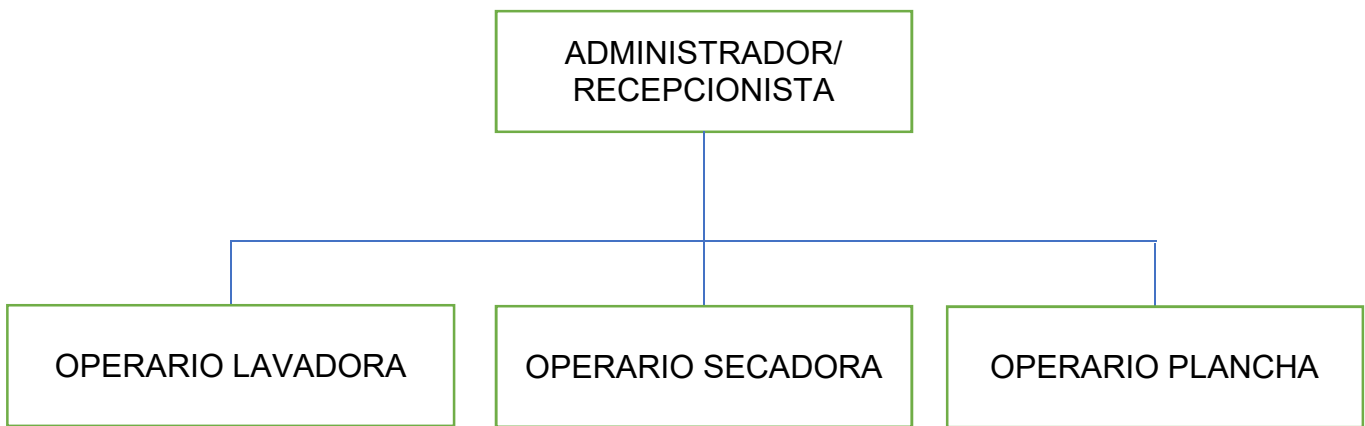 ADMINISTRADOR/
RECEPCIONISTA
OPERARIO LAVADORA
OPERARIO SECADORA
OPERARIO PLANCHA